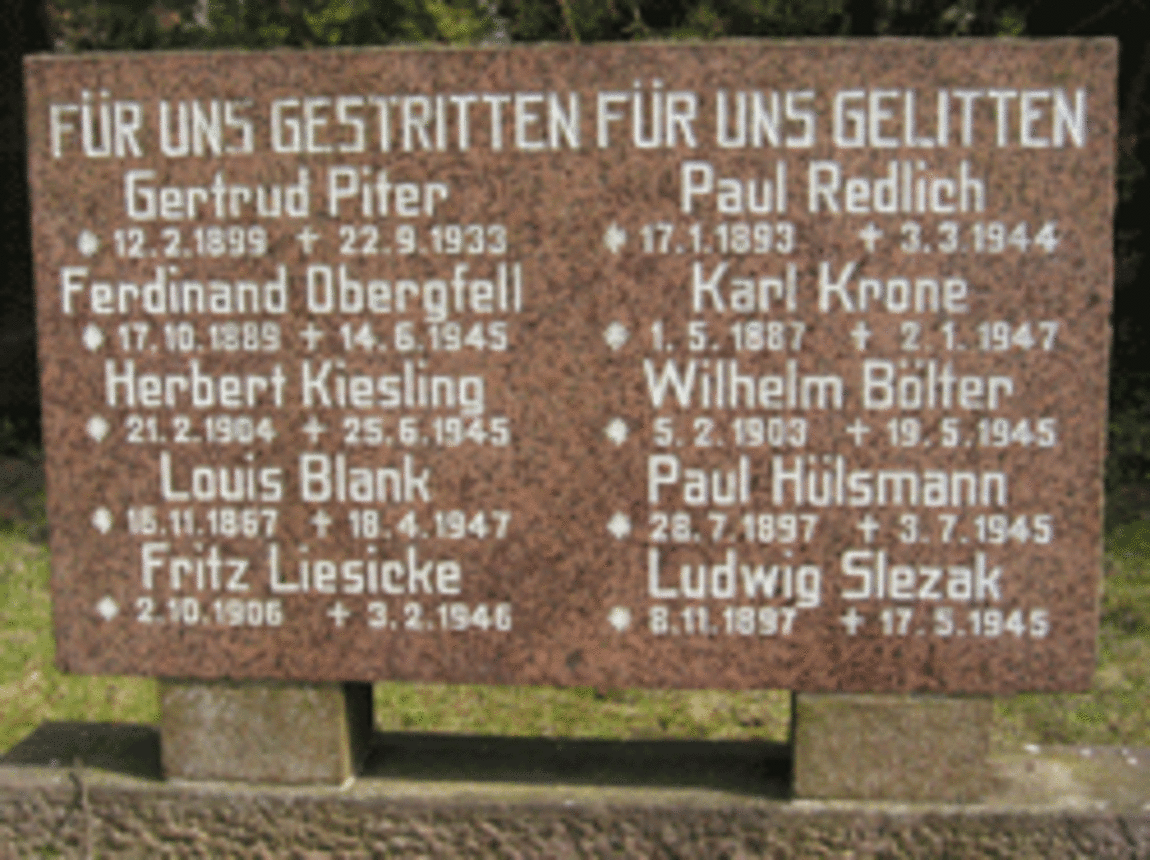 FÜR UNS GESTRITTEN FÜR UNS GELITTEN
Gertrud Piter
* 12.2.1899 † 22.9.1933
Ferdinand Obergfell
* 17.10.1889 † 14.6.1945
Herbert Kiesling
* 21.2.1904 † 25.6.1945
Louis Blank
* 16.11.1867 † 18.4.1947
Fritz Liesicke
* 2.10.1906 † 3.2.1946
Paul Redlich
* 17.1.1893 † 3.3.1944
Karl Krone
* 1.5.1887 † 2.1.1947
Wilhelm Bölter
* 5.2.1903 † 19.5.1945
Paul Hülsmann
* 28.7.1897 † 3.7.1945
Ludwig Slezak
* 8.11.1897 † 17.5.1945